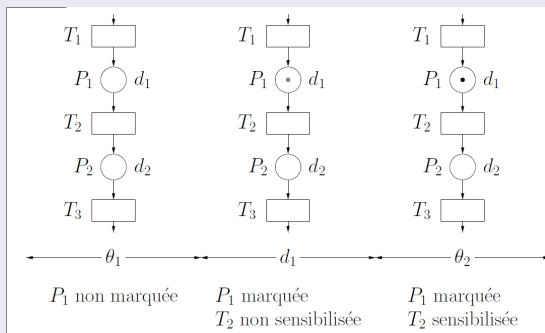 T₁ T₁ T₁
P₁ d₁ P₁ d₁ P₁ d₁
T₂ T₂ T₂
P₂ d₂ P₂ d₂ P₂ d₂
T₃ T₃ T₃
θ₁ d₁ θ₂
P₁ non marquée P₁ marquée P₁ marquée
T₂ non sensibilisée T₂ sensibilisée